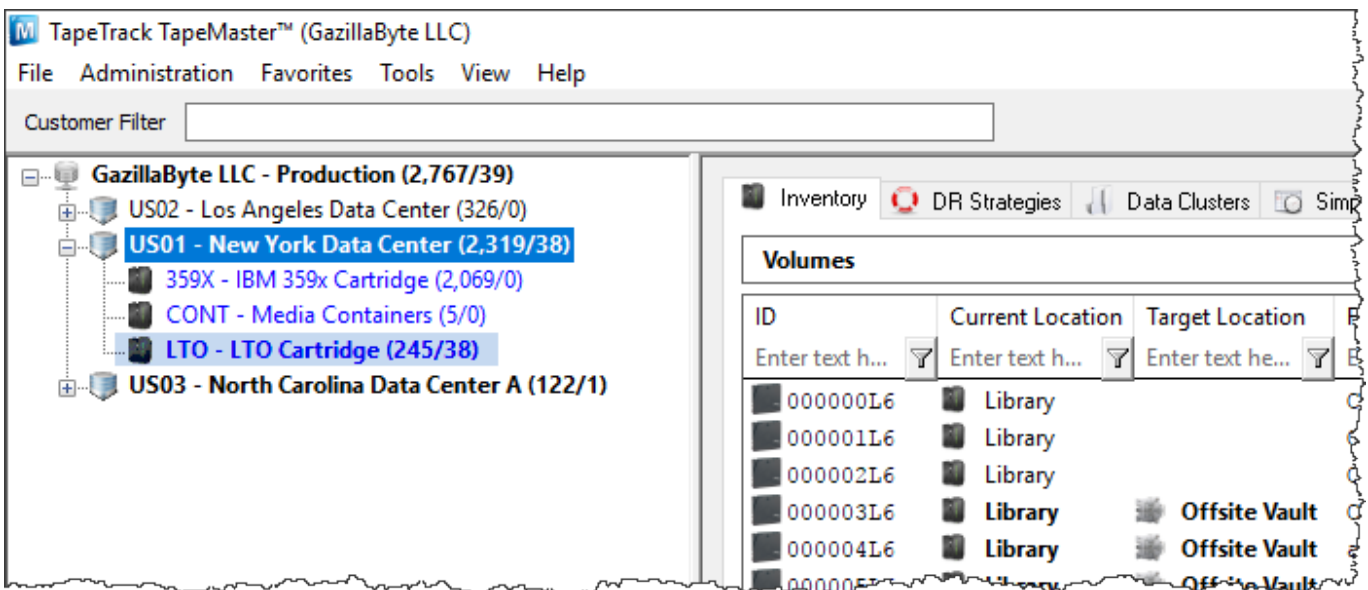 TapeTrack TapeMaster™ (GazillaByte LLC)
File Administration Favorites Tools View Help
Customer Filter
GazillaByte LLC - Production (2,767/39)
US02 - Los Angeles Data Center (326/0)
US01 - New York Data Center (2,319/38)
359X - IBM 359x Cartridge (2,069/0)
CONT - Media Containers (5/0)
LTO - LTO Cartridge (245/38)
US03 - North Carolina Data Center A (122/1)
Inventory DR Strategies Data Clusters
Volumes
ID Current Location Target Location
Enter text h... Enter text h... Enter text he...
000000L6 Library
000001L6 Library
000002L6 Library
000003L6 Library Offsite Vault
000004L6 Library Offsite Vault
Library Offsite Vault